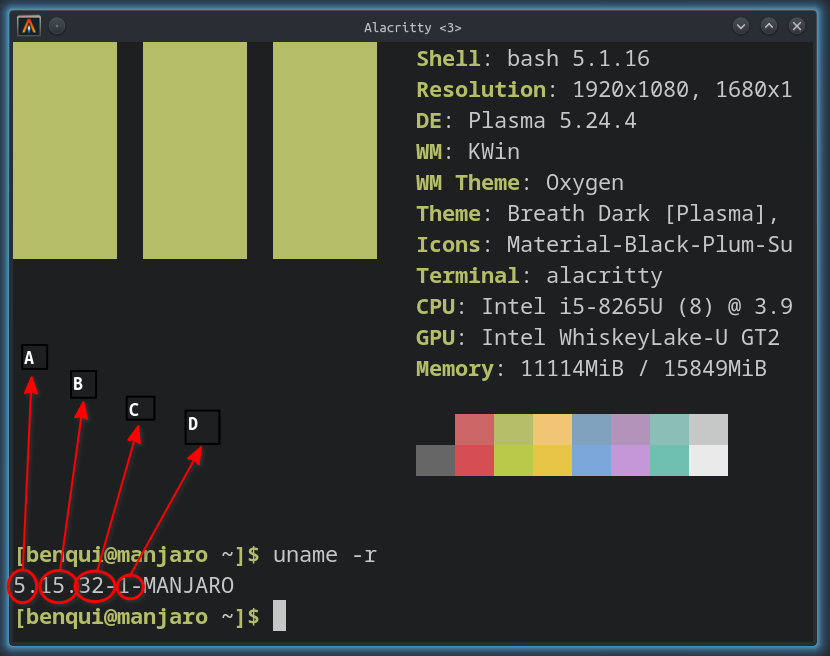 Alacritty <3>
Shell: bash 5.1.16
Resolution: 1920x1080, 1680x1
DE: Plasma 5.24.4
WM: KWin
WM Theme: Oxygen
Theme: Breath Dark [Plasma],
Icons: Material-Black-Plum-Su
Terminal: alacritty
CPU: Intel i5-8265U (8) @ 3.9
GPU: Intel WhiskeyLake-U GT2
Memory: 11114MiB / 15849MiB
A
B
C
D
[benqui@manjaro ~]$ uname -r
5.15.32-1-MANJARO
[benqui@manjaro ~]$